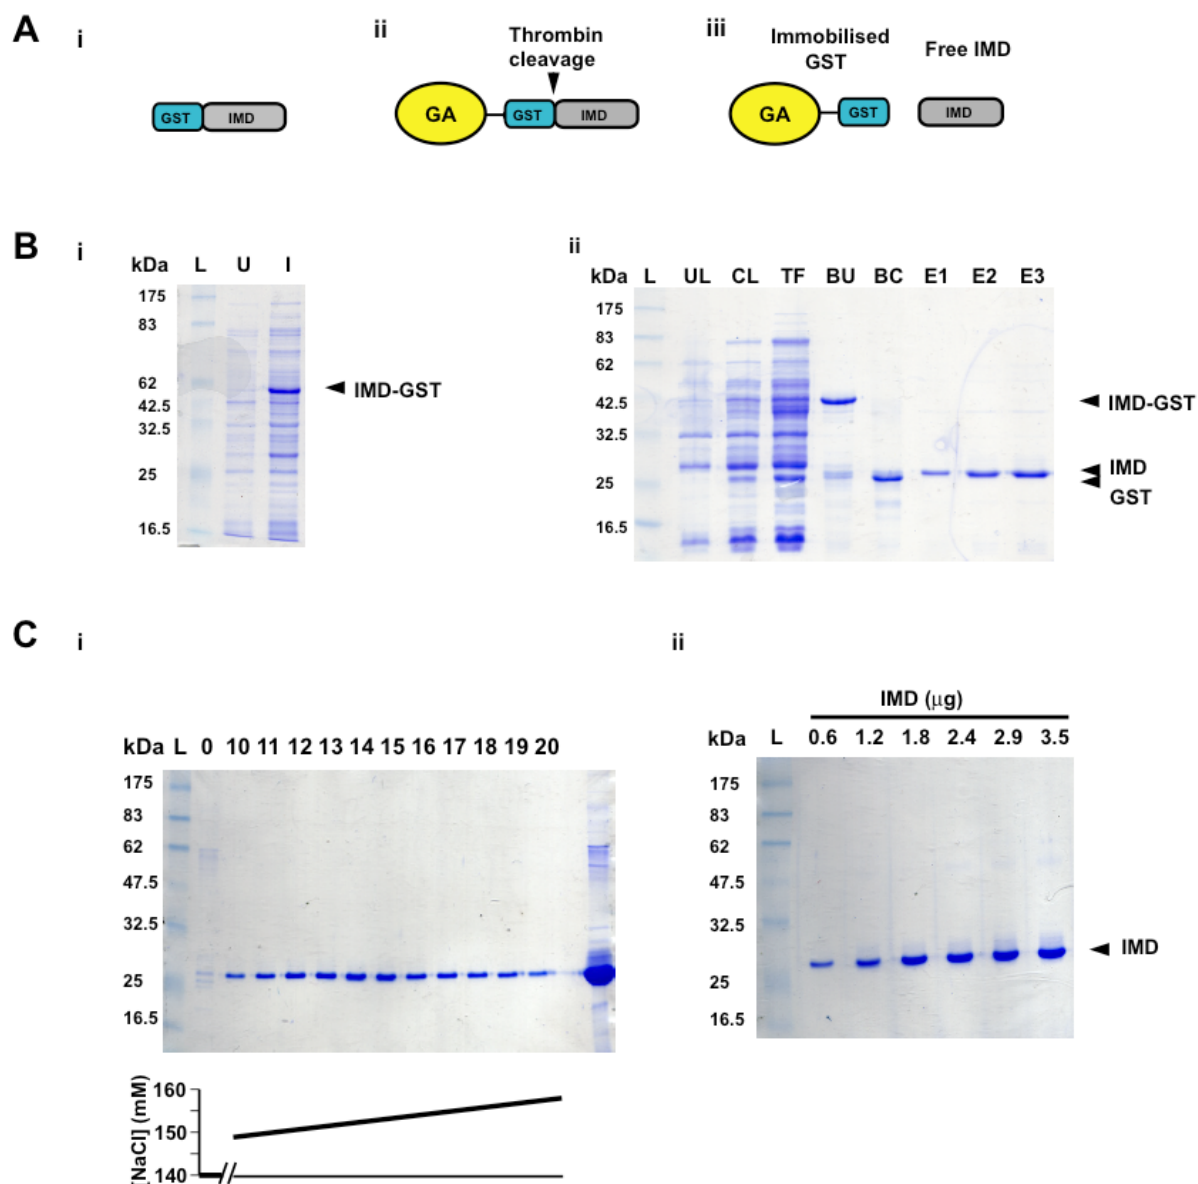 A
i
GST IMD
ii
Thrombin
cleavage
GA GST IMD
iii
Immobilised
GST
Free IMD
GA GST IMD
B
i
kDa L U I
175
83
62
42.5
32.5
25
16.5
IMD-GST
ii
kDa L UL CL TF BU BC E1 E2 E3
175
83
62
42.5
32.5
25
16.5
IMD-GST
IMD
GST
C
i
kDa L 0 10 11 12 13 14 15 16 17 18 19 20
175
83
62
47.5
32.5
25
16.5
[NaCl] (mM)
160
150
140
ii
IMD (μg)
kDa L 0.6 1.2 1.8 2.4 2.9 3.5
175
83
62
47.5
32.5
25
16.5
IMD